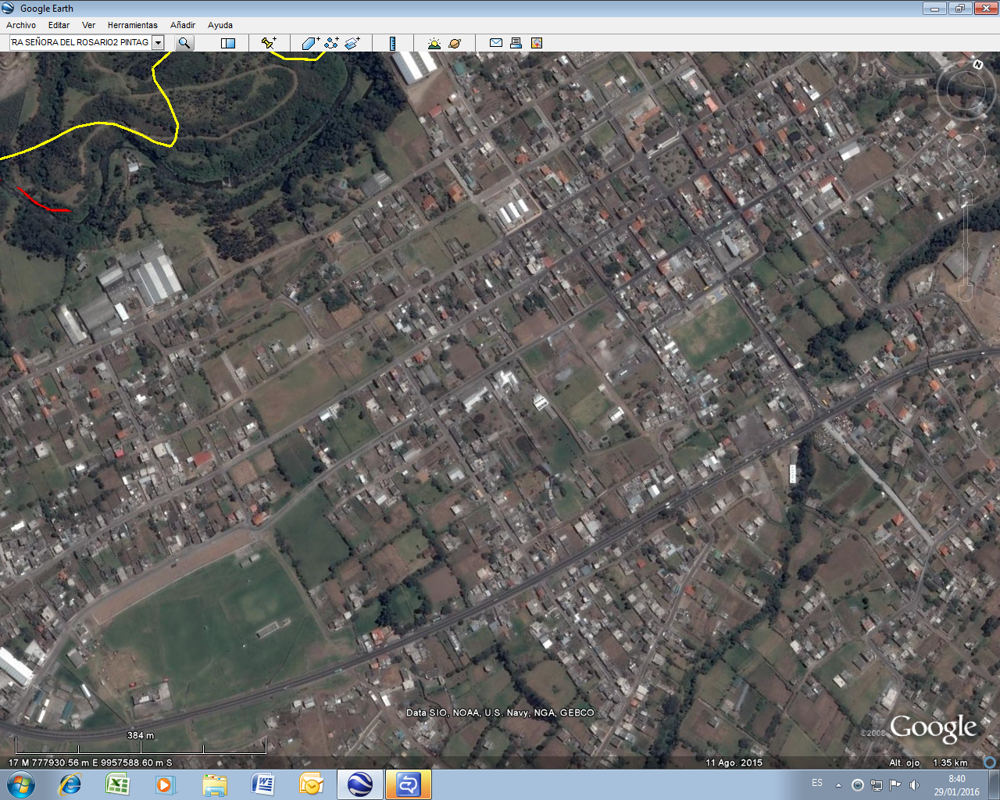 Google Earth
Archivo Editar Ver Herramientas Añadir Ayuda
RA SEÑORA DEL ROSARIO2 PINTAG
N
Data SIO, NOAA, U.S. Navy, NGA, GEBCO
©2008 Google
384 m
17 M 777930.56 m E 9957588.60 m S 11 Ago. 2015 Alt. ojo 1.35 km
ES 8:40
29/01/2016